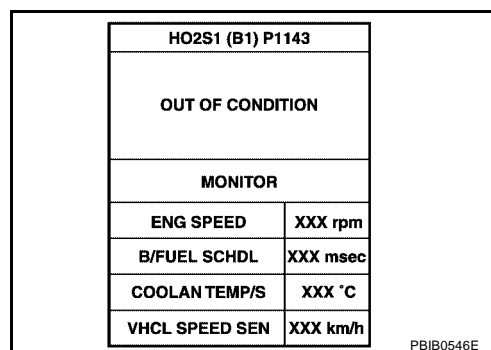 HO2S1 (B1) P1143
OUT OF CONDITION
MONITOR
ENG SPEED XXX rpm
B/FUEL SCHDL XXX msec
COOLAN TEMP/S XXX °C
VHCL SPEED SEN XXX km/h
PBIB0546E